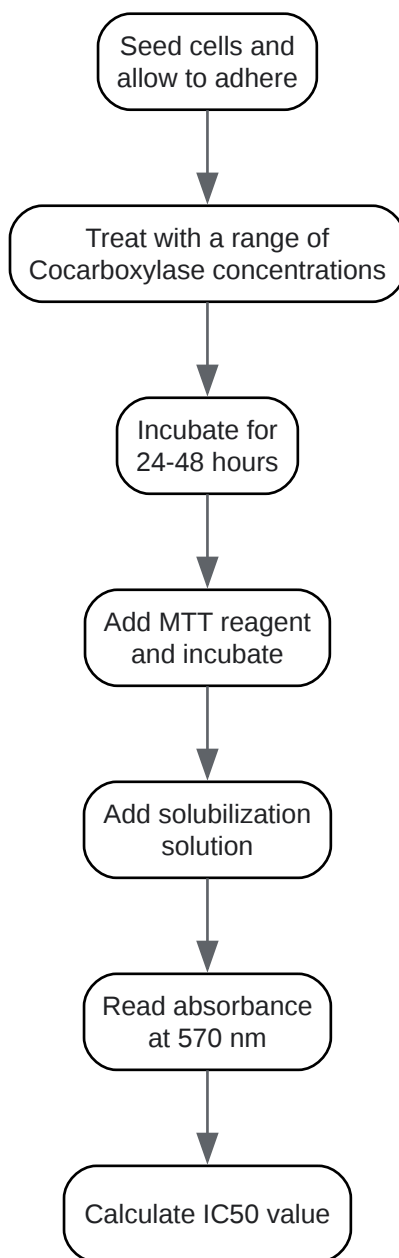 Seed cells and
allow to adhere
Treat with a range of
Cocarboxylase concentrations
Incubate for
24-48 hours
Add MTT reagent
and incubate
Add solubilization
solution
Read absorbance
at 570 nm
Calculate IC50 value